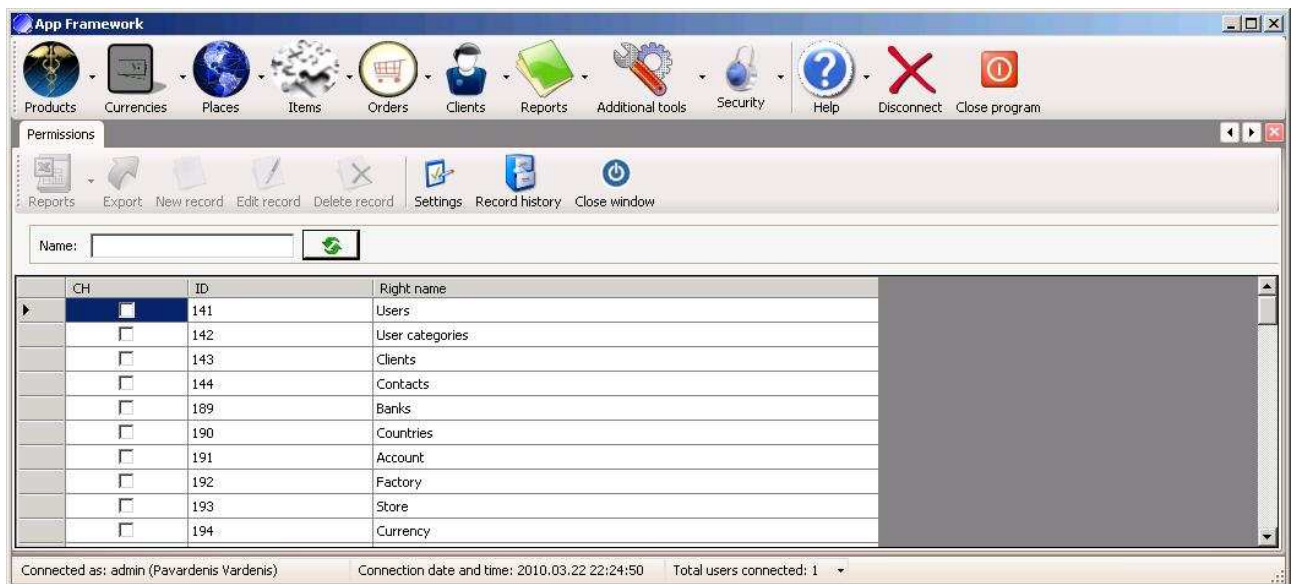 App Framework
Products Currencies Places Items Orders Clients Reports Additional tools Security Help Disconnect Close program
Permissions
Reports Export New record Edit record Delete record Settings Record history Close window
Name:
CH ID Right name
141 Users
142 User categories
143 Clients
144 Contacts
189 Banks
190 Countries
191 Account
192 Factory
193 Store
194 Currency
Connected as: admin (Pavardenis Vardenis) Connection date and time: 2010.03.22 22:24:50 Total users connected: 1